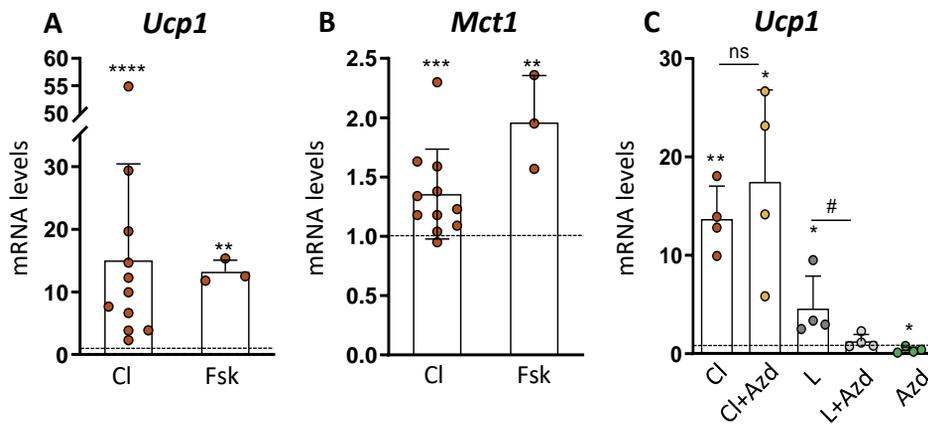 A Ucp1
mRNA levels
60
55
50
30
20
10
0
****
**
Cl Fsk
B Mct1
mRNA levels
2.5
2.0
1.5
1.0
0.5
0.0
***
**
Cl Fsk
C Ucp1
mRNA levels
30
20
10
0
ns
**
*
#
*
*
Cl
Cl+Azd
L
L+Azd
Azd